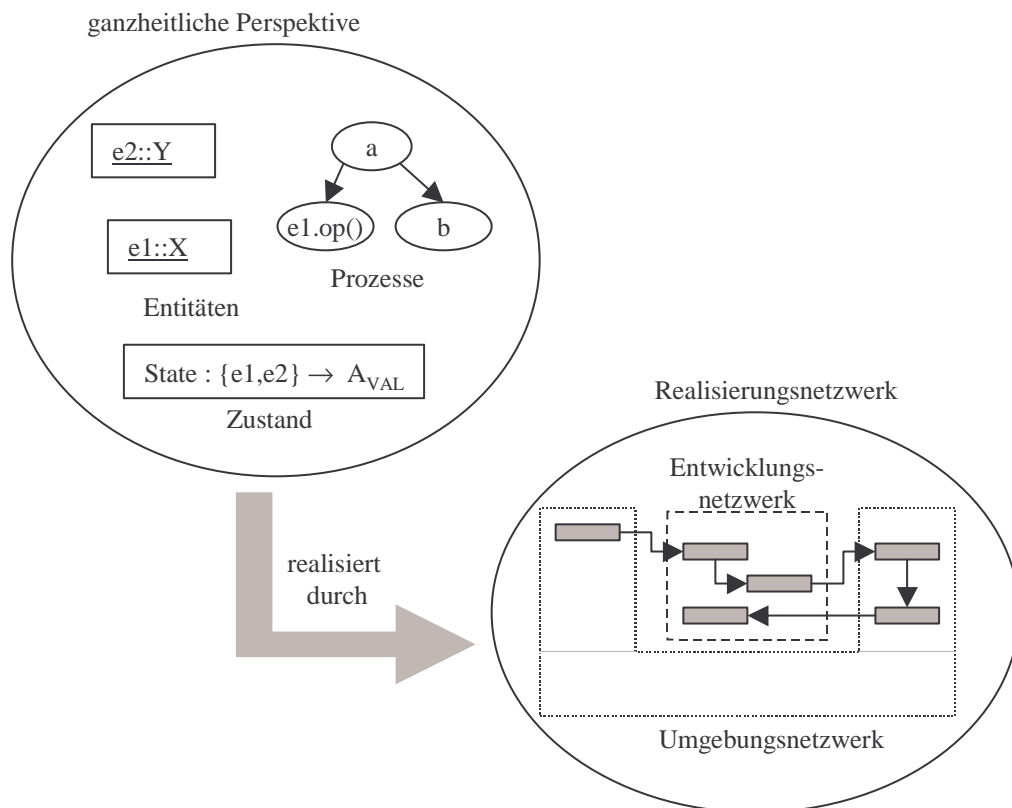 ganzheitliche Perspektive
e2::Y
a
e1.op()
b
e1::X
Prozesse
Entitäten
State : {e1,e2} → A_VAL
Zustand
Realisierungsnetzwerk
Entwicklungs-
netzwerk
realisiert
durch
Umgebungsnetzwerk